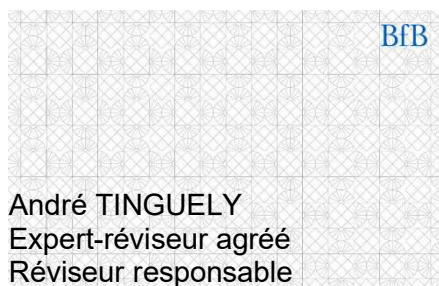 BfB
André TINGUELY
Expert-réviseur agréé
Réviseur responsable